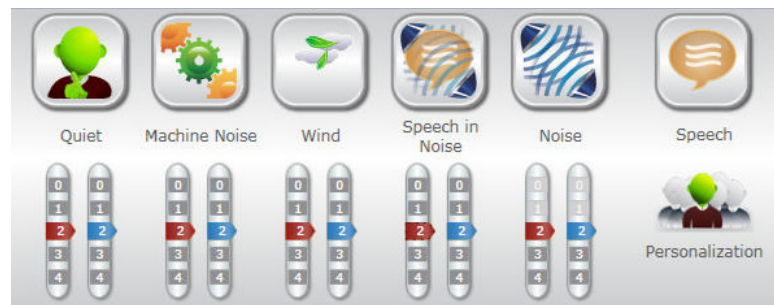 Quiet
Machine Noise
Wind
Speech in
Noise
Noise
Speech
0 0 0 0 0 0 0 0 0 0
1 1 1 1 1 1 1 1 1 1
2 2 2 2 2 2 2 2 2 2
Personalization
3 3 3 3 3 3 3 3 3 3
4 4 4 4 4 4 4 4 4 4